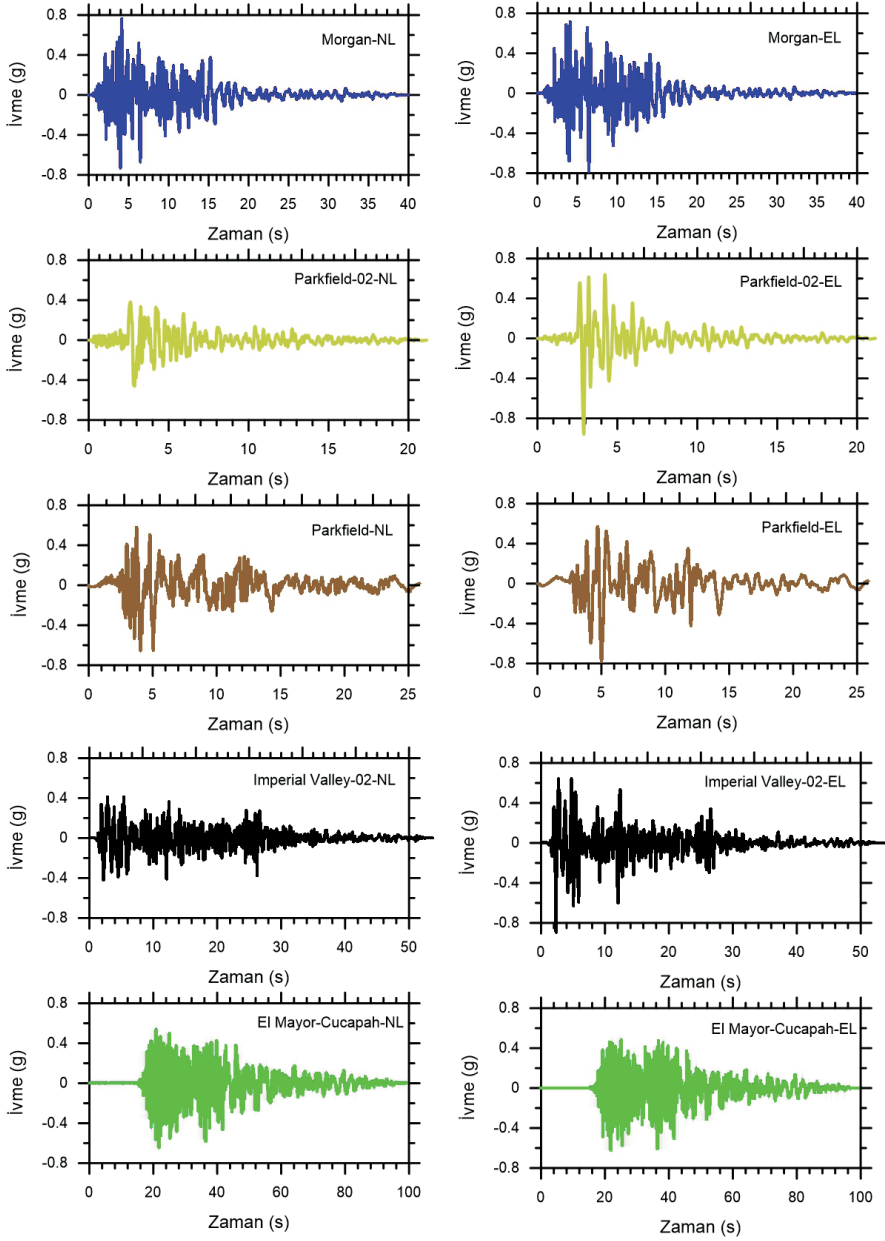 İvme (g)
0.8
0.4
0
-0.4
-0.8
Morgan-NL
0 5 10 15 20 25 30 35 40
Zaman (s)
İvme (g)
0.8
0.4
0
-0.4
-0.8
Morgan-EL
0 5 10 15 20 25 30 35 40
Zaman (s)
İvme (g)
0.8
0.4
0
-0.4
-0.8
Parkfield-02-NL
0 5 10 15 20
Zaman (s)
İvme (g)
0.8
0.4
0
-0.4
-0.8
Parkfield-02-EL
0 5 10 15 20
Zaman (s)
İvme (g)
0.8
0.4
0
-0.4
-0.8
Parkfield-NL
0 5 10 15 20 25
Zaman (s)
İvme (g)
0.8
0.4
0
-0.4
-0.8
Parkfield-EL
0 5 10 15 20 25
Zaman (s)
İvme (g)
0.8
0.4
0
-0.4
-0.8
Imperial Valley-02-NL
0 10 20 30 40 50
Zaman (s)
İvme (g)
0.8
0.4
0
-0.4
-0.8
Imperial Valley-02-EL
0 10 20 30 40 50
Zaman (s)
İvme (g)
0.8
0.4
0
-0.4
-0.8
El Mayor-Cucapah-NL
0 20 40 60 80 100
Zaman (s)
İvme (g)
0.8
0.4
0
-0.4
-0.8
El Mayor-Cucapah-EL
0 20 40 60 80 100
Zaman (s)